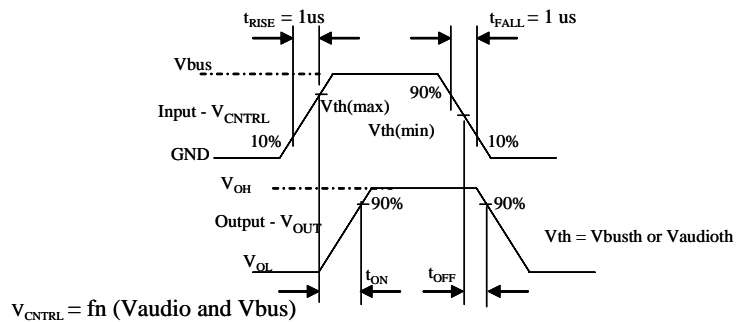 tRISE = 1us
tFALL = 1 us
Vbus
90%
Vth(max)
Input - VCNTRL
Vth(min)
10%
10%
GND
VOH
90%
90%
Output - VOUT
Vth = Vbusth or Vaudioth
VOL
tON
tOFF
VCNTRL = fn (Vaudio and Vbus)